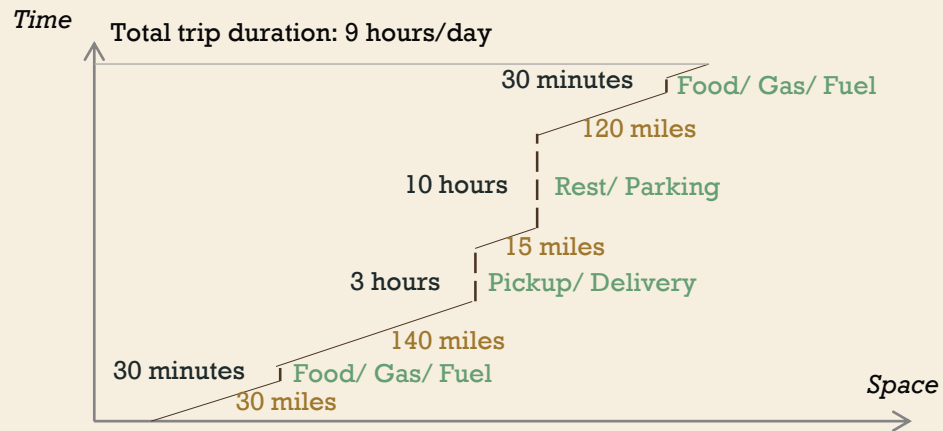 Time
Total trip duration: 9 hours/day
30 minutes
Food/ Gas/ Fuel
120 miles
10 hours
Rest/ Parking
15 miles
3 hours
Pickup/ Delivery
140 miles
30 minutes
Food/ Gas/ Fuel
30 miles
Space